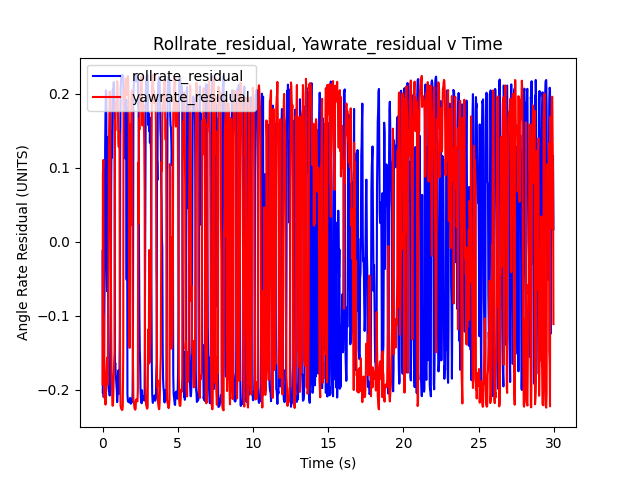 Rollrate_residual, Yawrate_residual v Time
rollrate_residual
yawrate_residual
Angle Rate Residual (UNITS)
0.2
0.1
0.0
−0.1
−0.2
0 5 10 15 20 25 30
Time (s)